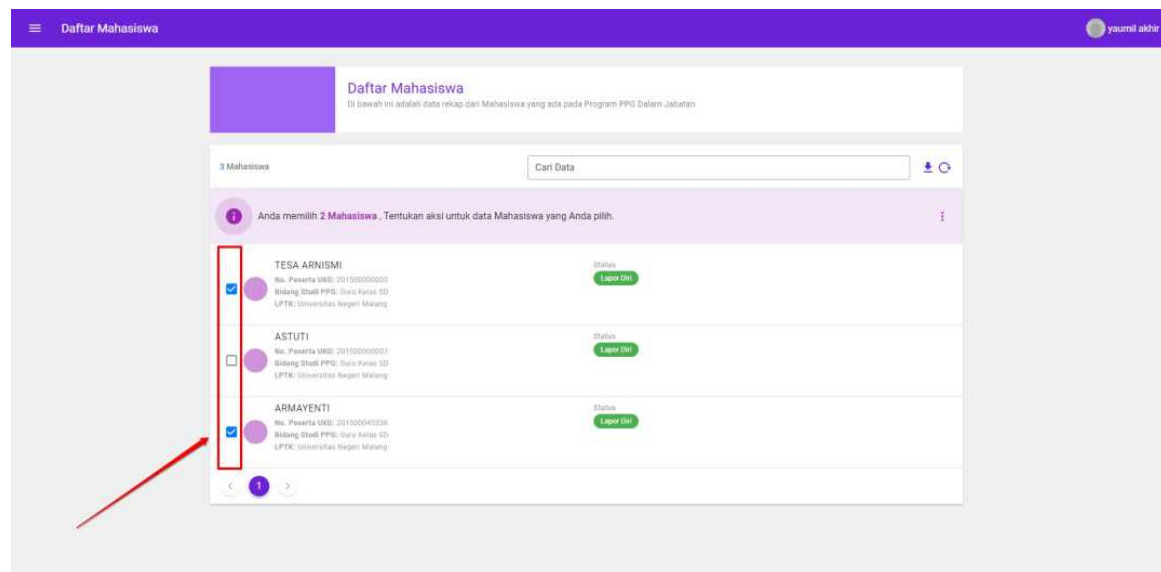 Daftar Mahasiswa
yaumil akhir
Daftar Mahasiswa
Di bawah ini adalah data rekap dari Mahasiswa yang ada pada Program PPG Dalam Jabatan
3 Mahasiswa
Cari Data
Anda memilih 2 Mahasiswa , Tentukan aksi untuk data Mahasiswa yang Anda pilih.
TESA ARNISMI
Status
No. Peserta UKG: 201500000003
Lapor Diri
Bidang Studi PPG: Guru Kelas SD
LPTK: Universitas Negeri Malang
ASTUTI
Status
No. Peserta UKG: 201500000007
Lapor Diri
Bidang Studi PPG: Guru Kelas SD
LPTK: Universitas Negeri Malang
ARMAYENTI
Status
No. Peserta UKG:
Lapor Diri
Bidang Studi PPG: Guru Kelas SD
LPTK: Universitas Negeri Malang
1